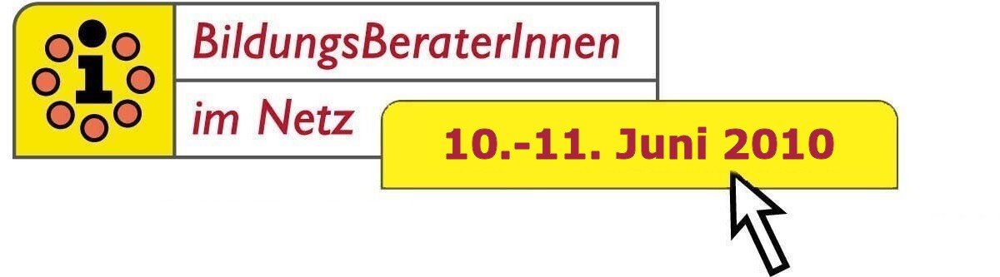 BildungsBeraterInnen
im Netz
10.-11. Juni 2010